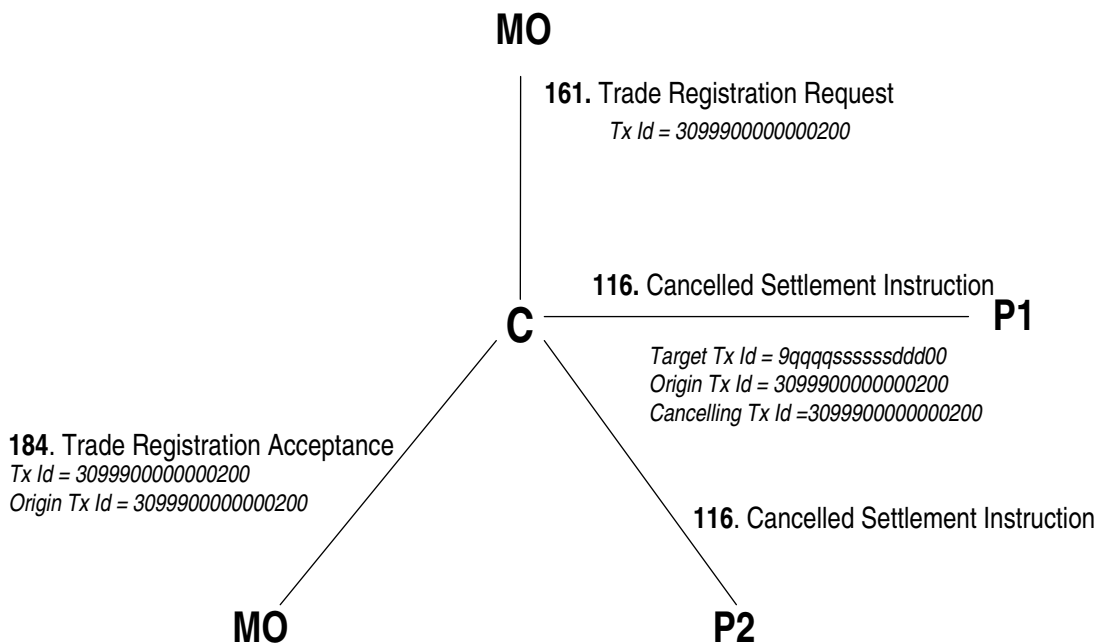 MO
161. Trade Registration Request
Tx Id = 3099900000000200
116. Cancelled Settlement Instruction
C
P1
Target Tx Id = 9qqqqssssssddd00
Origin Tx Id = 3099900000000200
Cancelling Tx Id =3099900000000200
184. Trade Registration Acceptance
Tx Id = 3099900000000200
Origin Tx Id = 3099900000000200
116. Cancelled Settlement Instruction
MO
P2